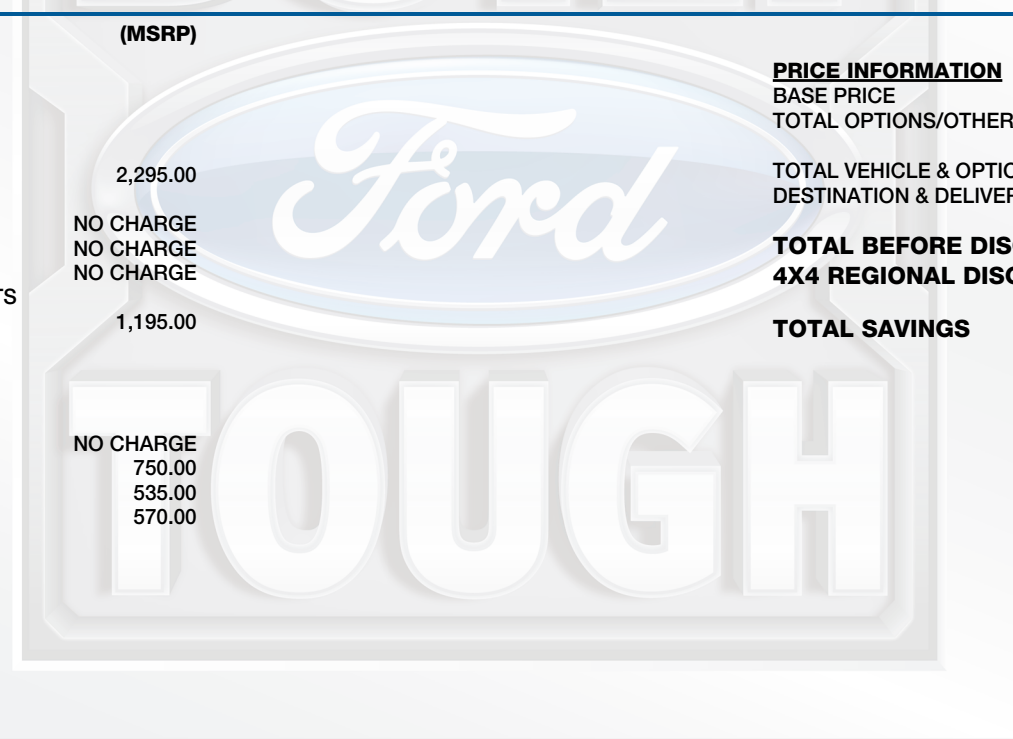 (MSRP)
2,295.00
NO CHARGE
NO CHARGE
NO CHARGE
TS
1,195.00
NO CHARGE
750.00
535.00
570.00
PRICE INFORMATION
BASE PRICE
TOTAL OPTIONS/OTHER
TOTAL VEHICLE & OPTIO
DESTINATION & DELIVER
TOTAL BEFORE DISC
4X4 REGIONAL DISC
TOTAL SAVINGS
Ford
TOUGH